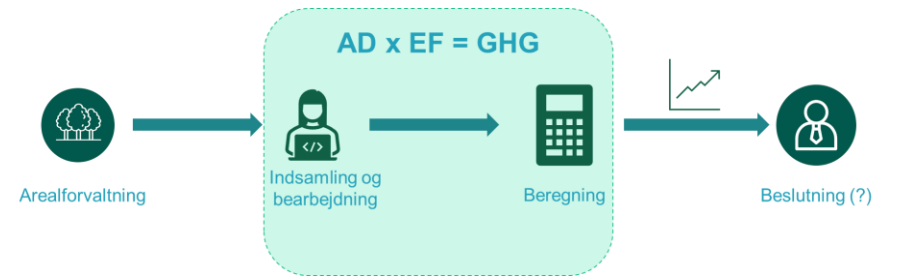 AD x EF = GHG
</>
Arealforvaltning
Indsamling og
bearbejdning
Beregning
Beslutning (?)